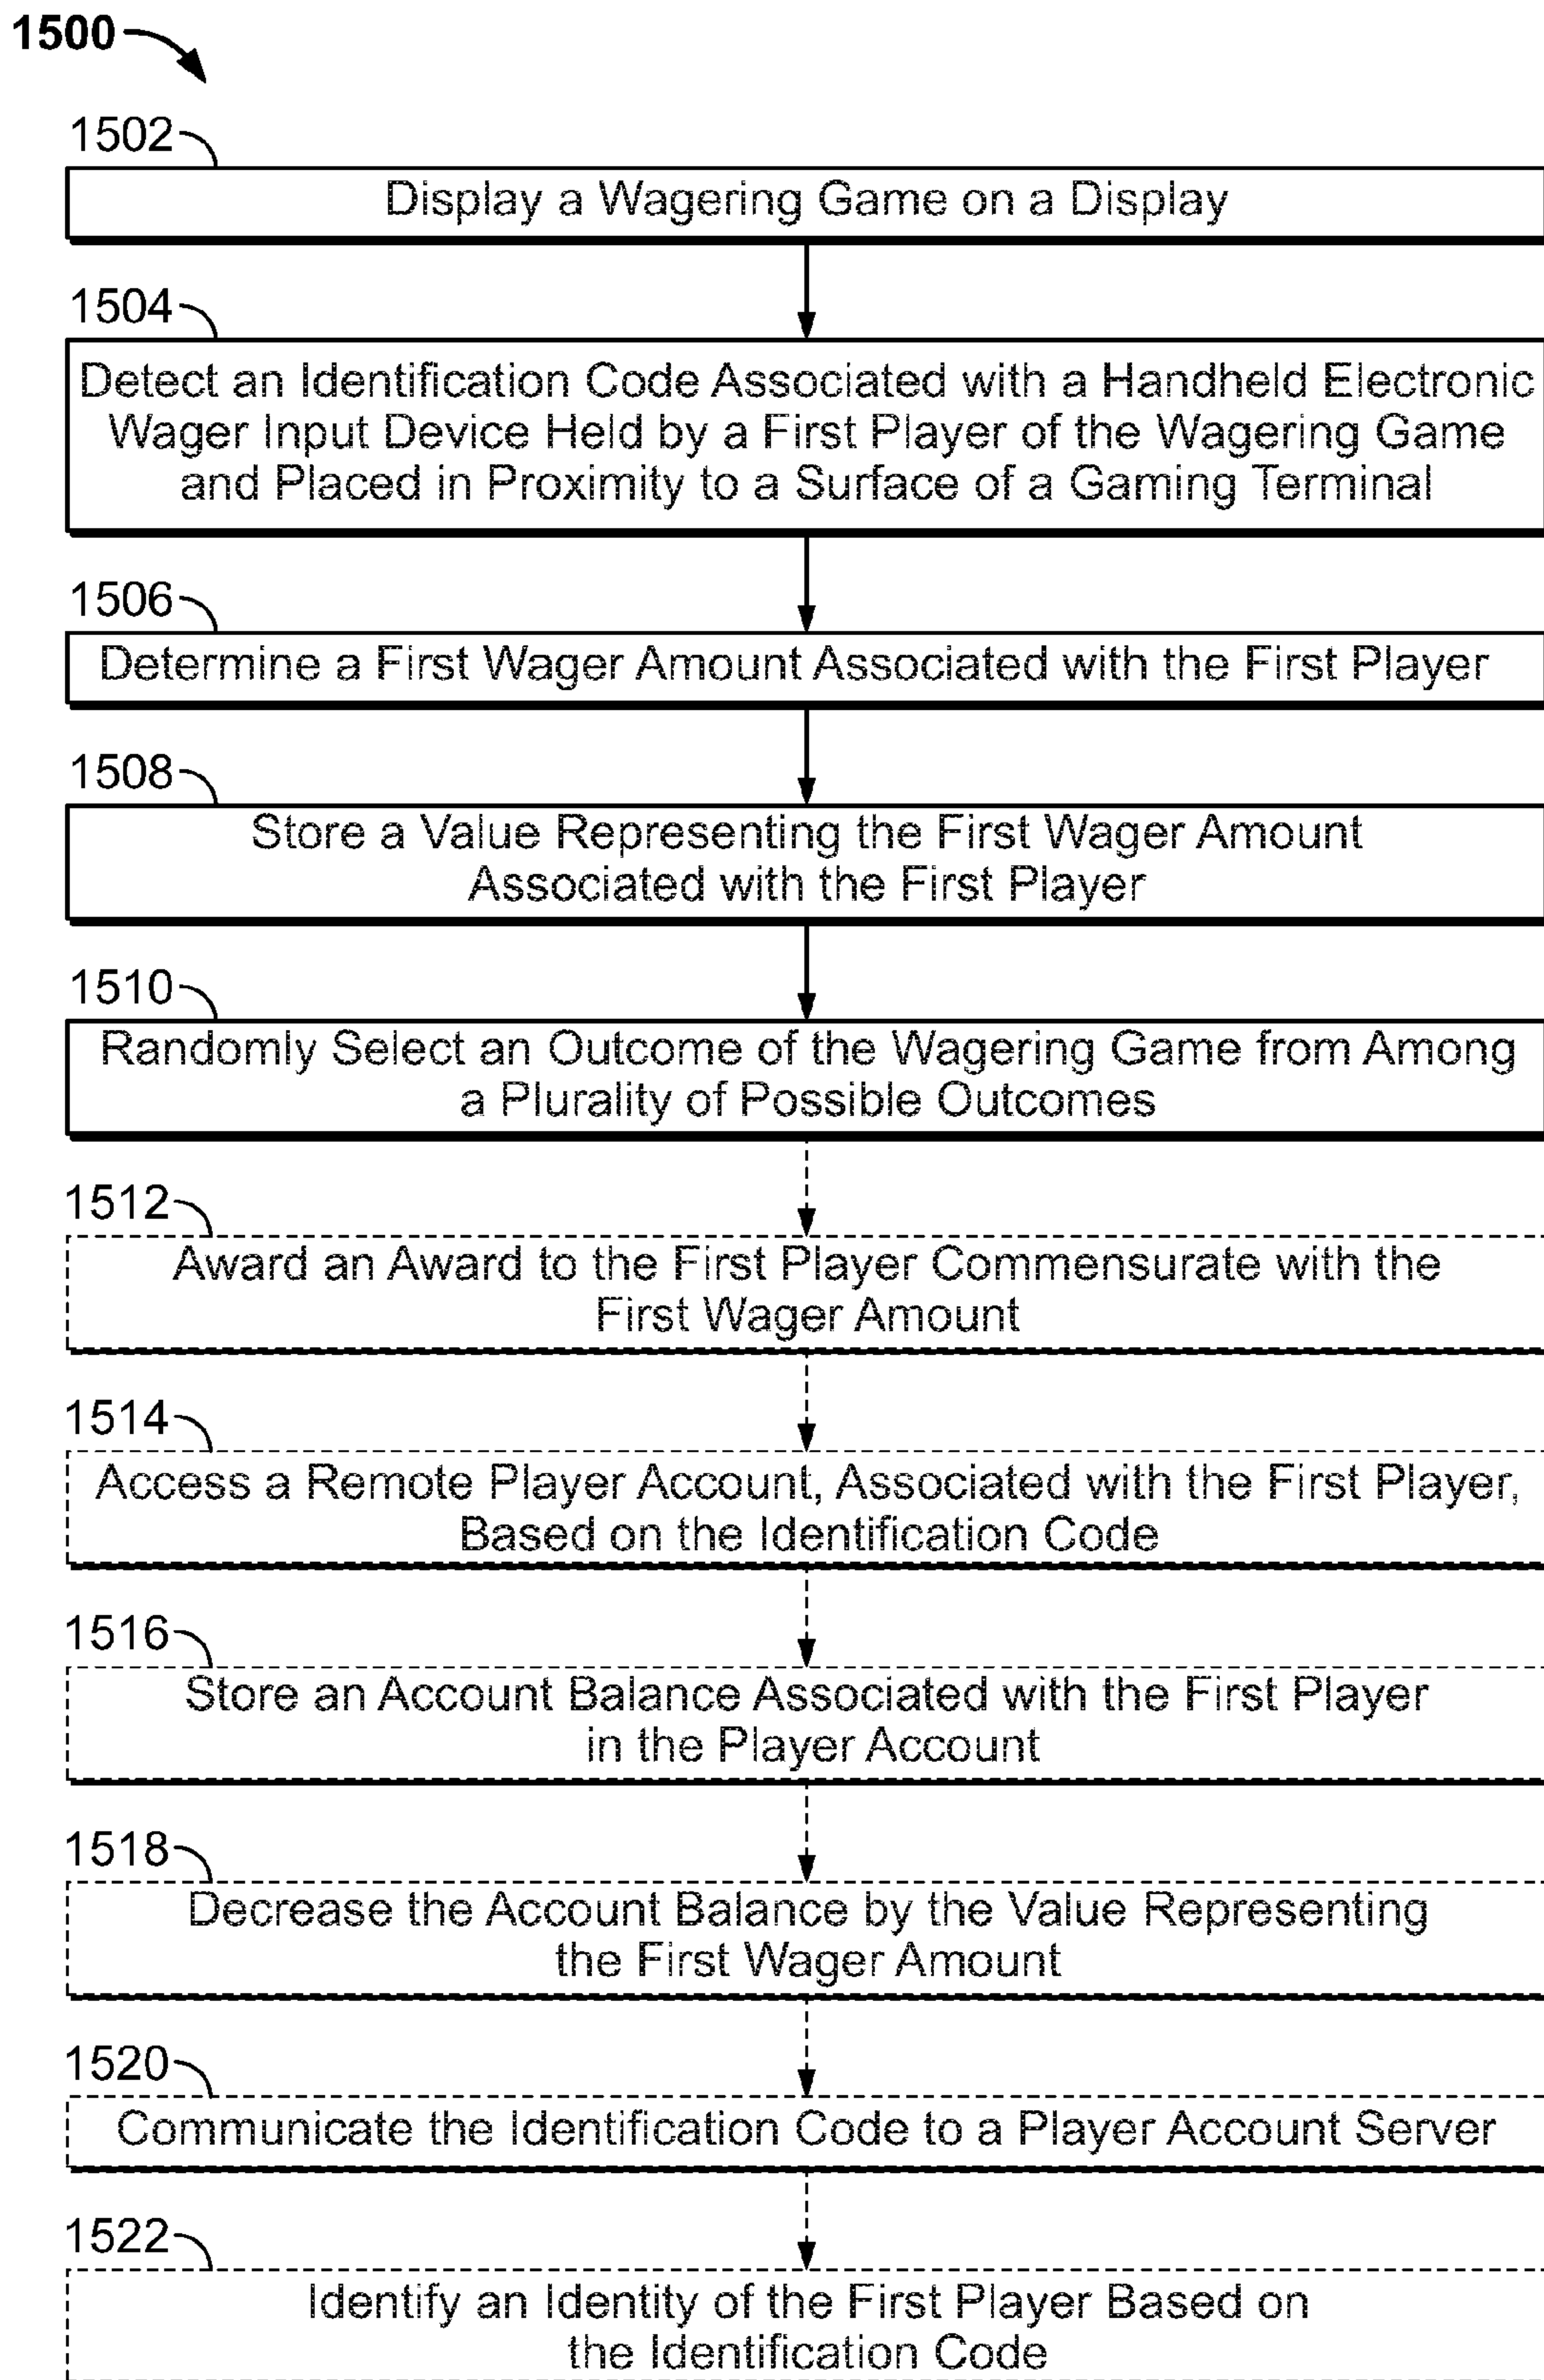 1500
1502
Display a Wagering Game on a Display
1504
Detect an Identification Code Associated with a Handheld Electronic
Wager Input Device Held by a First Player of the Wagering Game
and Placed in Proximity to a Surface of a Gaming Terminal
1506
Determine a First Wager Amount Associated with the First Player
1508
Store a Value Representing the First Wager Amount
Associated with the First Player
1510
Randomly Select an Outcome of the Wagering Game from Among
a Plurality of Possible Outcomes
1512
Award an Award to the First Player Commensurate with the
First Wager Amount
1514
Access a Remote Player Account, Associated with the First Player,
Based on the Identification Code
1516
Store an Account Balance Associated with the First Player
in the Player Account
1518
Decrease the Account Balance by the Value Representing
the First Wager Amount
1520
Communicate the Identification Code to a Player Account Server
1522
Identify an Identity of the First Player Based on
the Identification Code